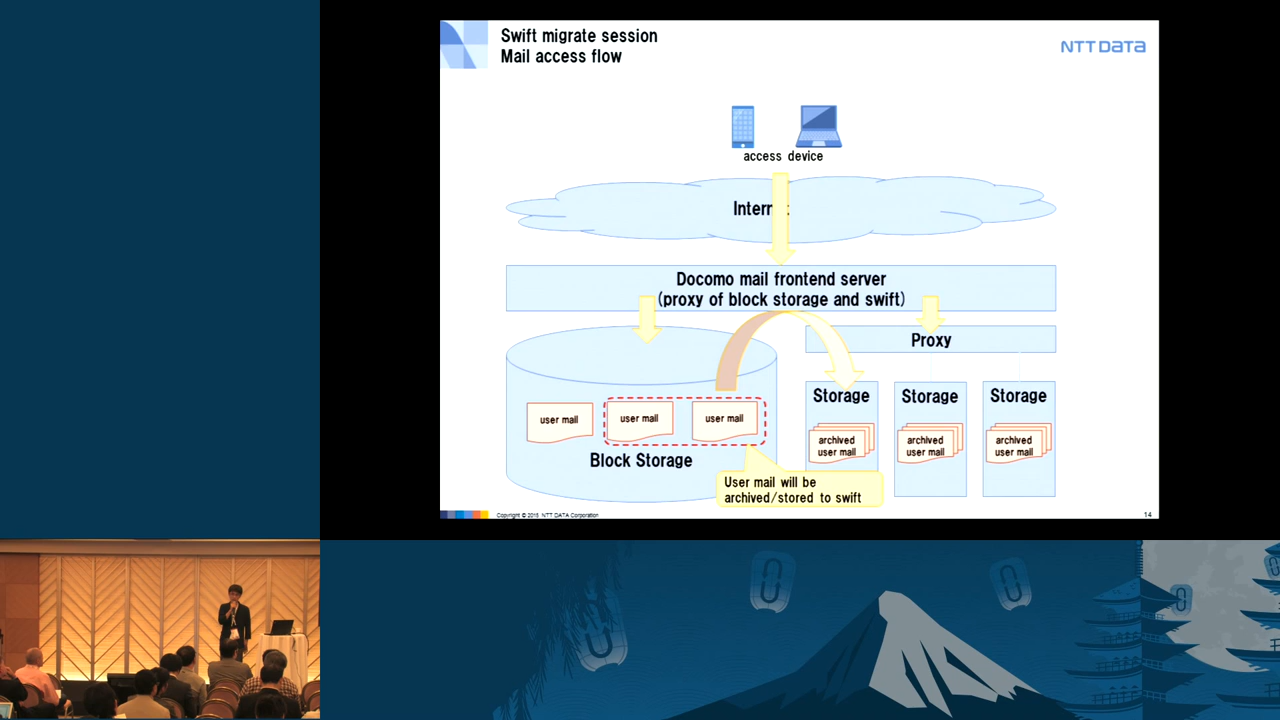 Swift migrate session
Mail access flow
NTT DATA
access device
Intern
Docomo mail frontend server
(proxy of block storage and swift)
Proxy
Storage
Storage
Storage
user mail
user mail
user mail
archived
user mail
archived
user mail
archived
user mail
Block Storage
User mail will be
archived/stored to swift
Copyright © 2015 NTT DATA Corporation
14